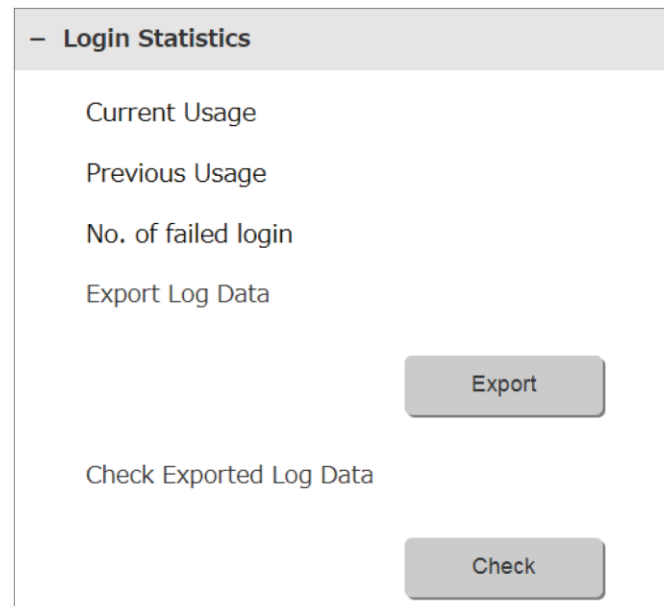 – Login Statistics
Current Usage
Previous Usage
No. of failed login
Export Log Data
Export
Check Exported Log Data
Check